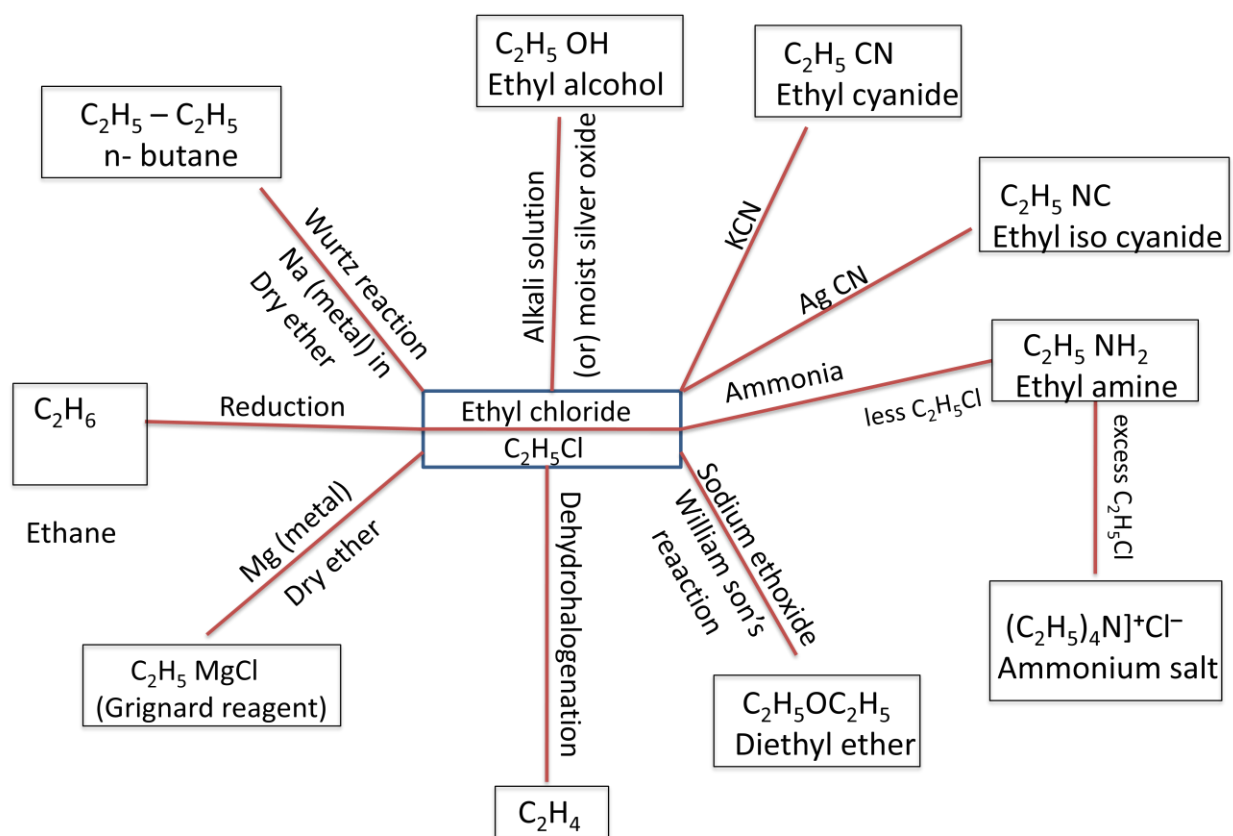 C₂H₅ OH
Ethyl alcohol
C₂H₅ CN
Ethyl cyanide
C₂H₅ – C₂H₅
n- butane
C₂H₅ NC
Ethyl iso cyanide
Wurtz reaction
Na (metal) in
Dry ether
Alkali solution
(or) moist silver oxide
KCN
Ag CN
C₂H₅ NH₂
Ethyl amine
Ammonia
less C₂H₅Cl
C₂H₆
Ethane
Reduction
Ethyl chloride
C₂H₅Cl
excess C₂H₅Cl
Mg (metal)
Dry ether
Dehydrohalogenation
Sodium ethoxide
William son's
reaaction
(C₂H₅)₄N]⁺Cl⁻
Ammonium salt
C₂H₅ MgCl
(Grignard reagent)
C₂H₅OC₂H₅
Diethyl ether
C₂H₄